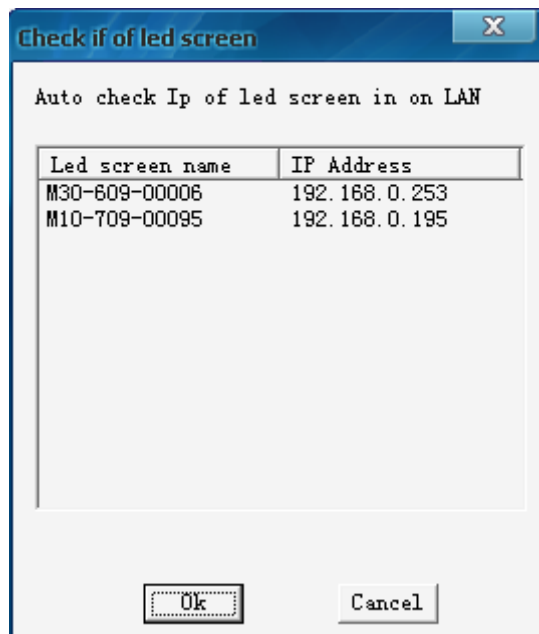 Check if of led screen
Auto check Ip of led screen in on LAN
Led screen name IP Address
M30-609-00006 192.168.0.253
M10-709-00095 192.168.0.195
Ok Cancel